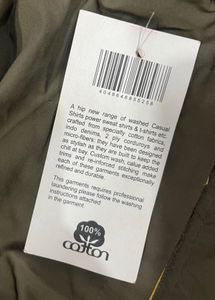 4048648655258
A hip new range of washed Casual
Shirts power sweat shirts & t-shirts etc.
crafted from specialty cotton fabrics,
indo denims, 2 ply corduroys and
micro-fibers: they have been designed
as stylish as they are built to keep the
chill at bay. Custom wash, value added
each of these garments exceptionally
trims and re-inforced stitching make
refined and durable.
This garments requires professional
laundering please follow the washing
instructions attached
in the garment
100%
cotton